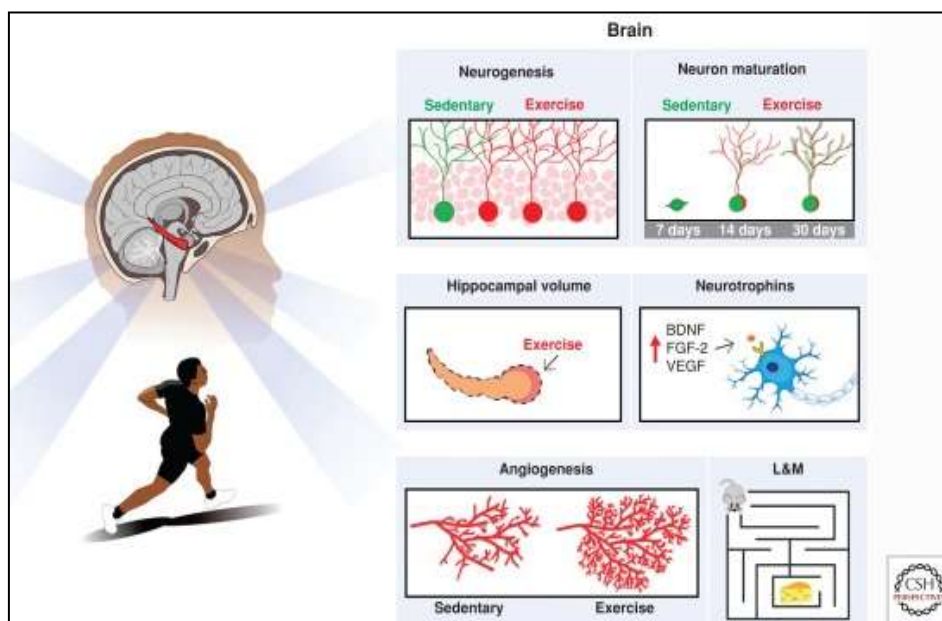 Brain
Neurogenesis
Sedentary Exercise
Neuron maturation
Sedentary Exercise
7 days 14 days 30 days
Hippocampal volume
Exercise
Neurotrophins
BDNF
FGF-2
VEGF
Angiogenesis
Sedentary Exercise
L&M
CSH
PERSPECTIVES